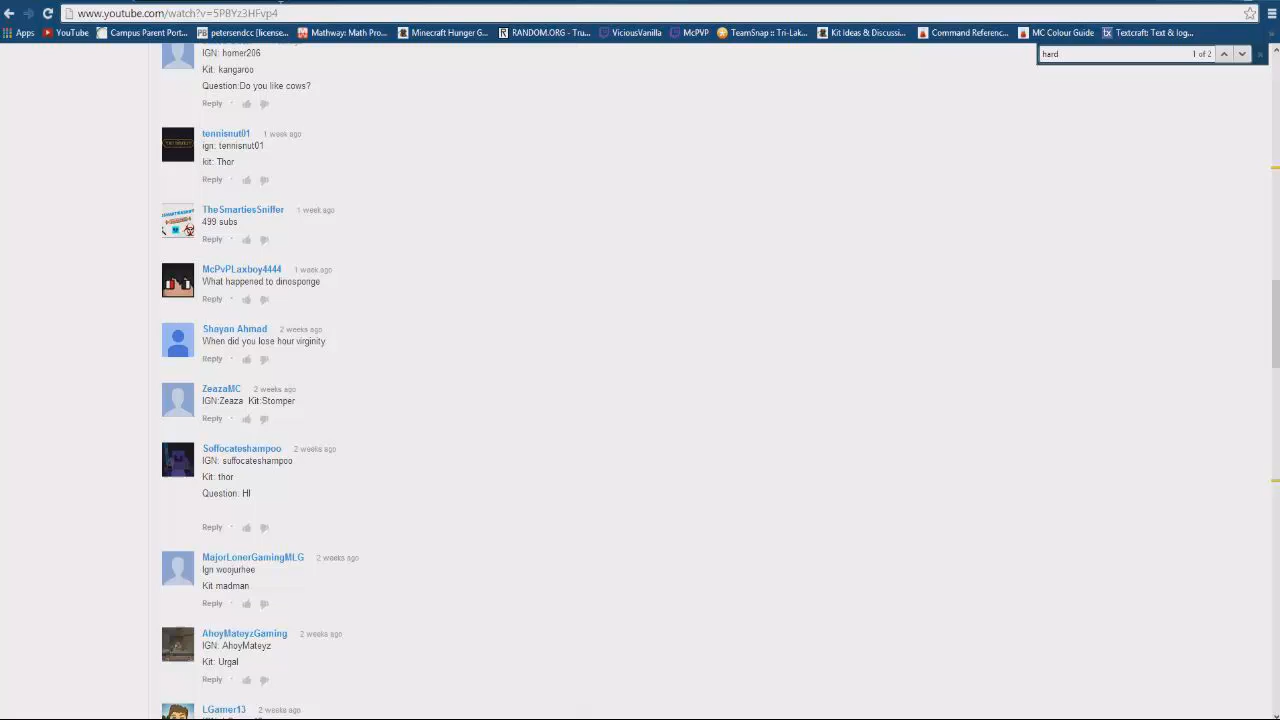 www.youtube.com/watch?v=5PBYz3HFvp4
Apps YouTube Campus Parent Port... petersendcc [license... Mathway: Math Pro... Minecraft Hunger G... RANDOM.ORG - Tru... ViciousVanilla McPVP TeamSnap :: Tri-Lak... Kit Ideas & Discussi... Command Referenc... MC Colour Guide Textcraft: Text & log...
hard 1 of 2
IGN: homer206
Kit: kangaroo
Question:Do you like cows?
Reply
tennisnut01 1 week ago
ign: tennisnut01
kit: Thor
Reply
TheSmartiesSniffer 1 week ago
499 subs
Reply
McPvPLaxboy4444 1 week ago
What happened to dinosponge
Reply
Shayan Ahmad 2 weeks ago
When did you lose hour virginity
Reply
ZeazaMC 2 weeks ago
IGN:Zeaza Kit:Stomper
Reply
Soffocateshampoo 2 weeks ago
IGN: suffocateshampoo
Kit: thor
Question: HI
Reply
MajorLonerGamingMLG 2 weeks ago
Ign woojurhee
Kit madman
Reply
AhoyMateyzGaming 2 weeks ago
IGN: AhoyMateyz
Kit: Urgal
Reply
LGamer13 2 weeks ago